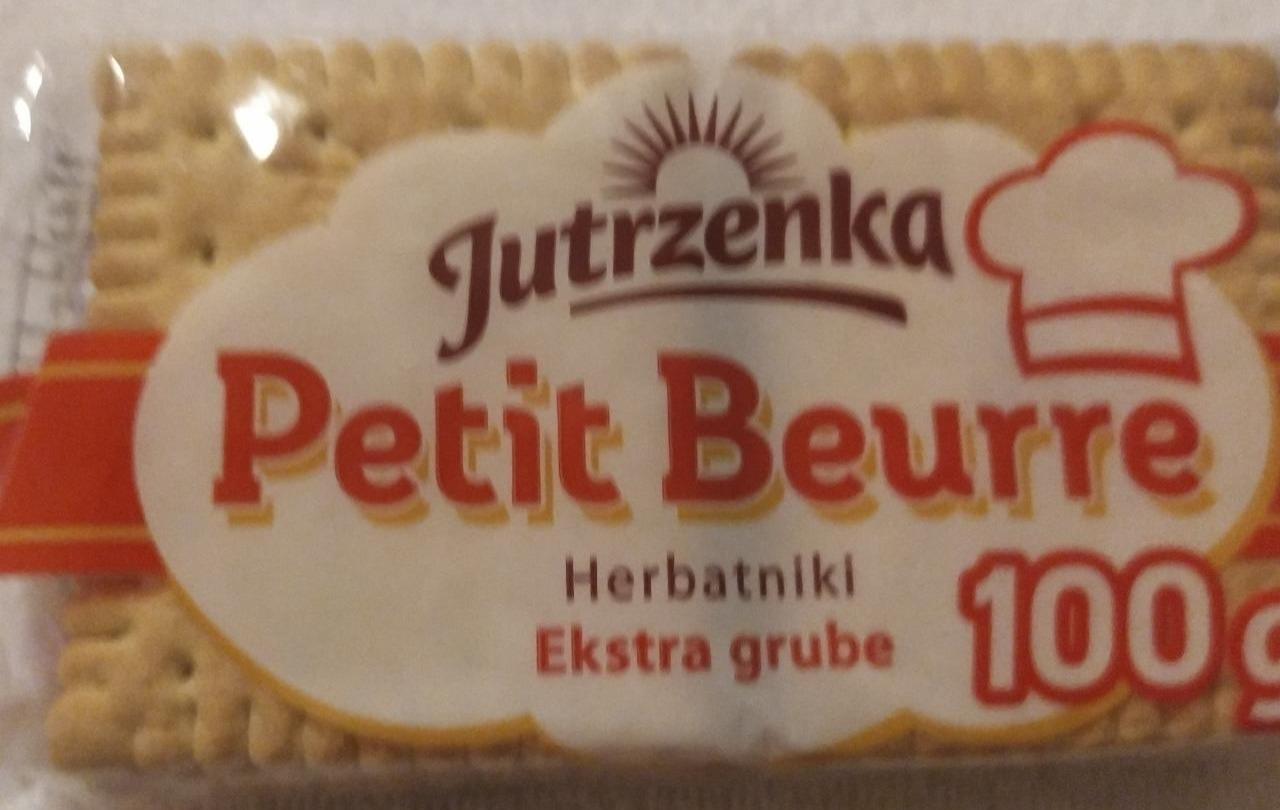 Jutrzenka
Petit Beurre
Herbatniki
Ekstra grube
100g